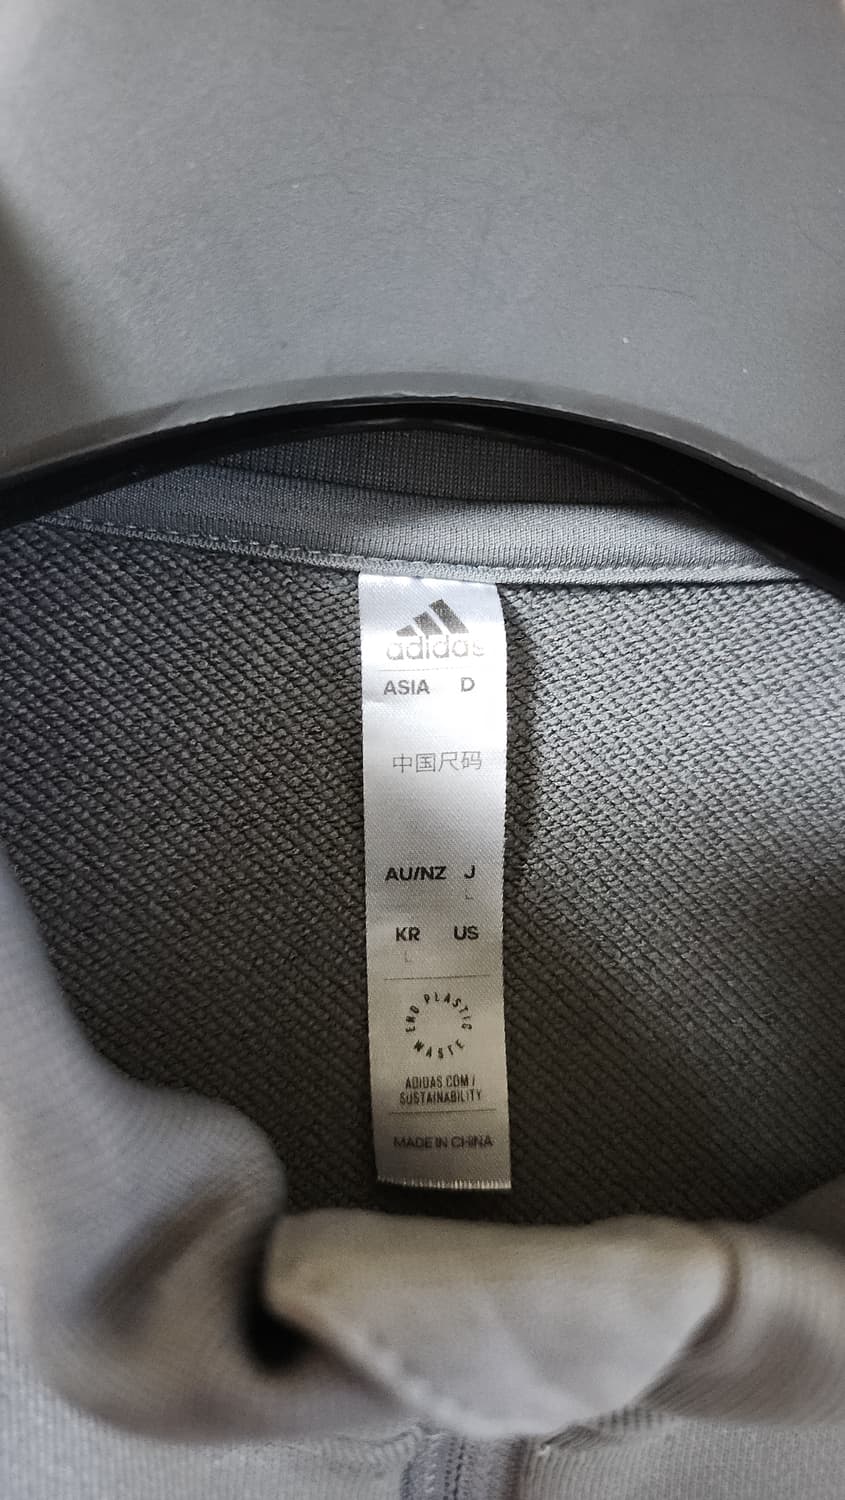 adidas
ASIA D
中国尺码
AU/NZ J
L
KR US
L
END PLASTIC WASTE
ADIDAS.COM/
SUSTAINABILITY
MADE IN CHINA